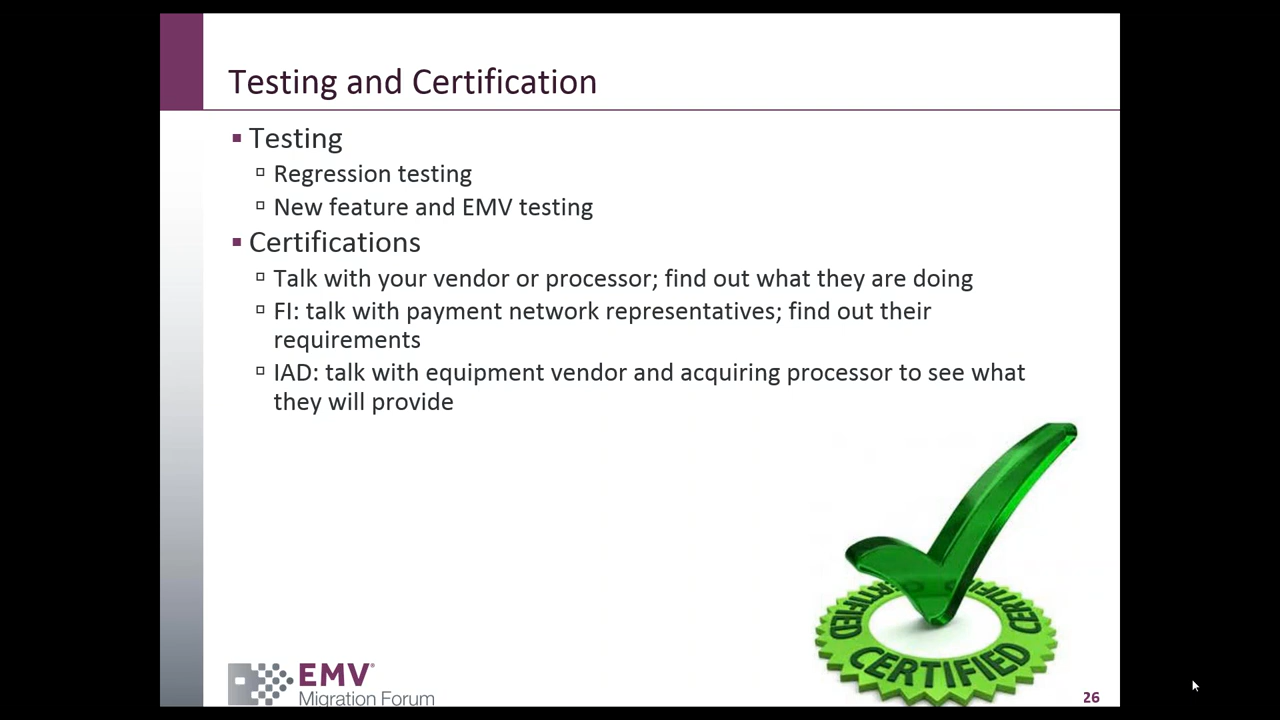 Testing and Certification
Testing
Regression testing
New feature and EMV testing
Certifications
Talk with your vendor or processor; find out what they are doing
FI: talk with payment network representatives; find out their
requirements
IAD: talk with equipment vendor and acquiring processor to see what
they will provide
CERTIFIED
CERTIFIED
CERTIFIED
EMV®
Migration Forum
26